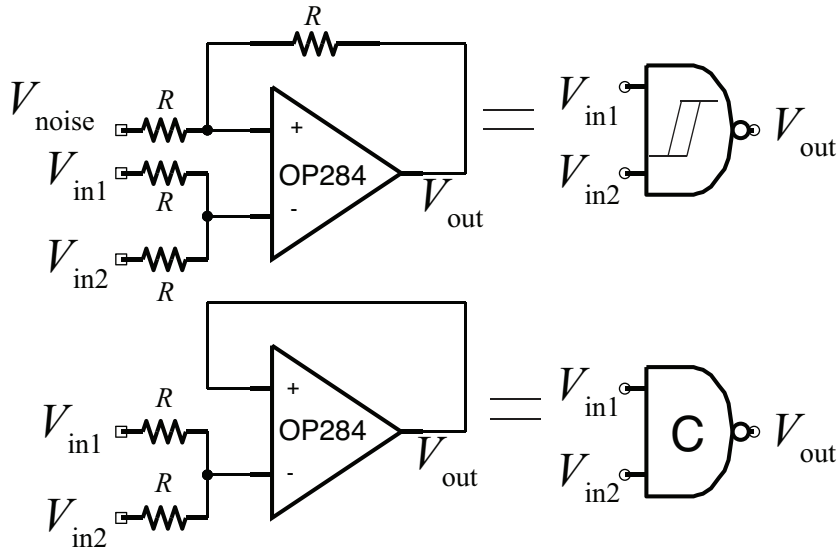 R
V noise
R
+
V in1
R
OP284
-
V out
V in2
R
V in1
V in2
V out
+
V in1
R
OP284
-
V out
V in2
R
V in1
C
V in2
V out